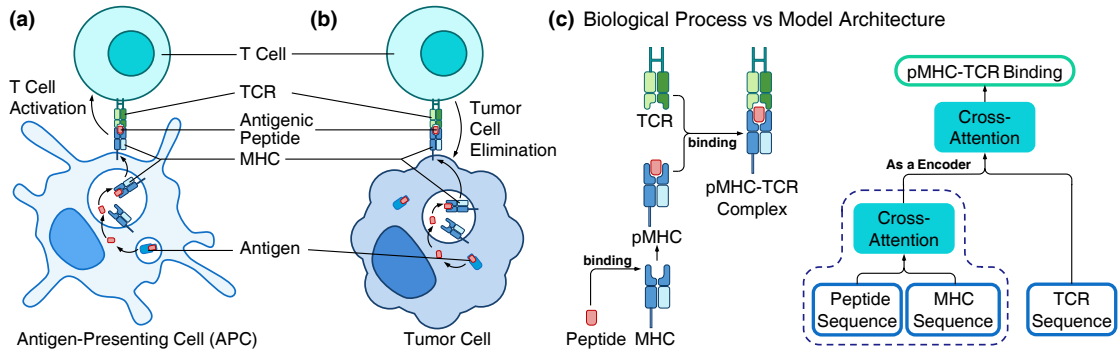 (a)
(b)
(c) Biological Process vs Model Architecture
T Cell
T Cell
Activation
TCR
Antigenic
Peptide
MHC
Tumor
Cell
Elimination
Antigen
Antigen-Presenting Cell (APC)
Tumor Cell
TCR
binding
pMHC-TCR
Complex
pMHC
binding
Peptide
MHC
pMHC-TCR Binding
Cross-
Attention
As a Encoder
Cross-
Attention
Peptide
Sequence
MHC
Sequence
TCR
Sequence